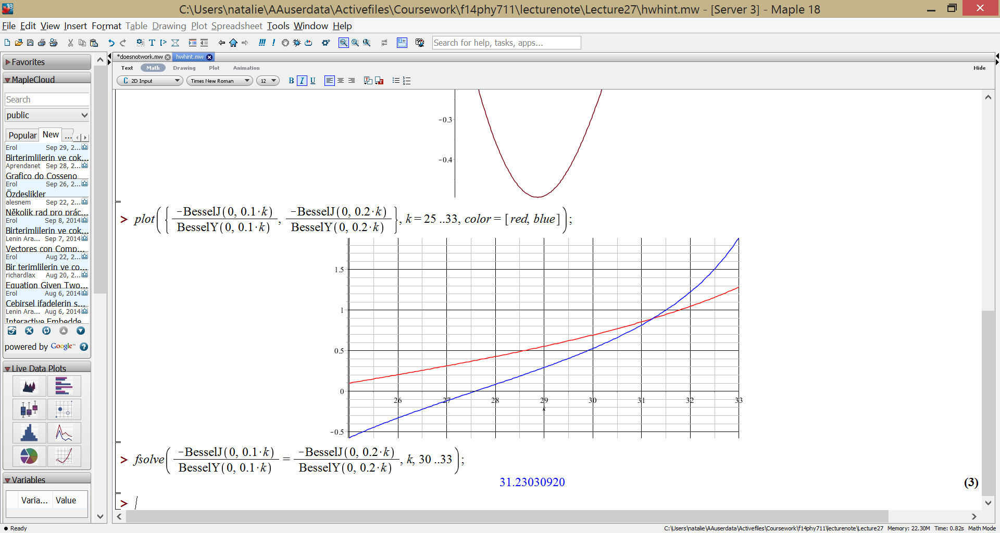 C:\Users\natalie\AAuserdata\Activefiles\Coursework\f14phy711\lecturenote\Lecture27\hwhint.mw - [Server 3] - Maple 18
File Edit View Insert Format Table Drawing Plot Spreadsheet Tools Window Help
Search for help, tasks, apps...
*doesnotwork.mw hwhint.mw
Text Math Drawing Plot Animation Hide
C 2D Input Times New Roman 12 B I U
Favorites
MapleCloud
Search
public
Popular New ...
Erol Sep 29, 2...
Birterimlilerin ve cok...
Aprendanet Sep 28, 2...
Grafico do Cosseno
Erol Sep 26, 2...
Özdeslikler
alesnem Sep 22, 2...
Několik rad pro prác...
Erol Sep 8, 2014
Birterimlilerin ve cok...
Lenin Ara... Sep 7, 2014
Vectores con Comp...
Erol Aug 22, 2...
Bir terimlilerin ve co...
richardlax Aug 20, 2...
Equation Given Two...
Erol Aug 6, 2014
Cebirsel ifadelerin s...
Lenin Ara... Aug 6, 2014
Interactive Embedde
powered by Google™ ?
Live Data Plots
Variables
Varia... Value
-0.3
-0.4
> plot({-BesselJ(0, 0.1·k)/BesselY(0, 0.1·k), -BesselJ(0, 0.2·k)/BesselY(0, 0.2·k)}, k=25 ..33, color=[red, blue]);
1.5
1
0.5
0
26 27 28 29 30 31 32 33
k
-0.5
> fsolve(-BesselJ(0, 0.1·k)/BesselY(0, 0.1·k) = -BesselJ(0, 0.2·k)/BesselY(0, 0.2·k), k, 30 ..33);
31.23030920 (3)
>
Ready C:\Users\natalie\AAuserdata\Activefiles\Coursework\f14phy711\lecturenote\Lecture27 Memory: 22.30M Time: 0.82s Math Mode